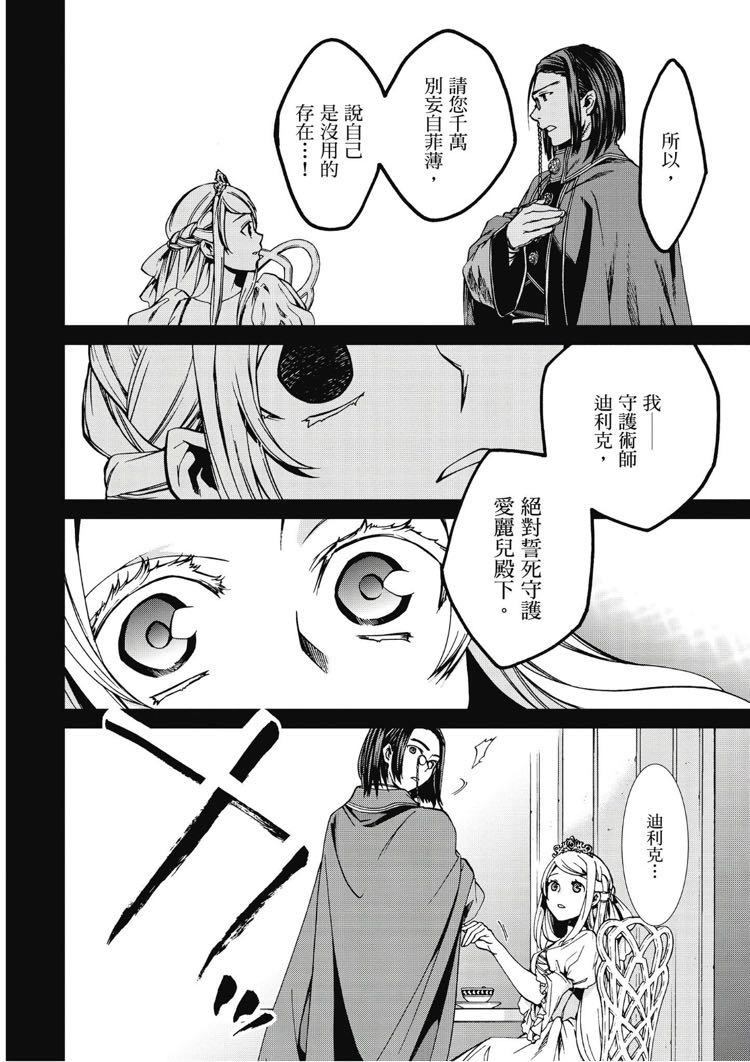 所以，
請您千萬
別妄自菲薄，
說自己
是沒用的
存在…！
我——
守護術師
迪利克，
絕對誓死守護
愛麗兒殿下。
迪利克…